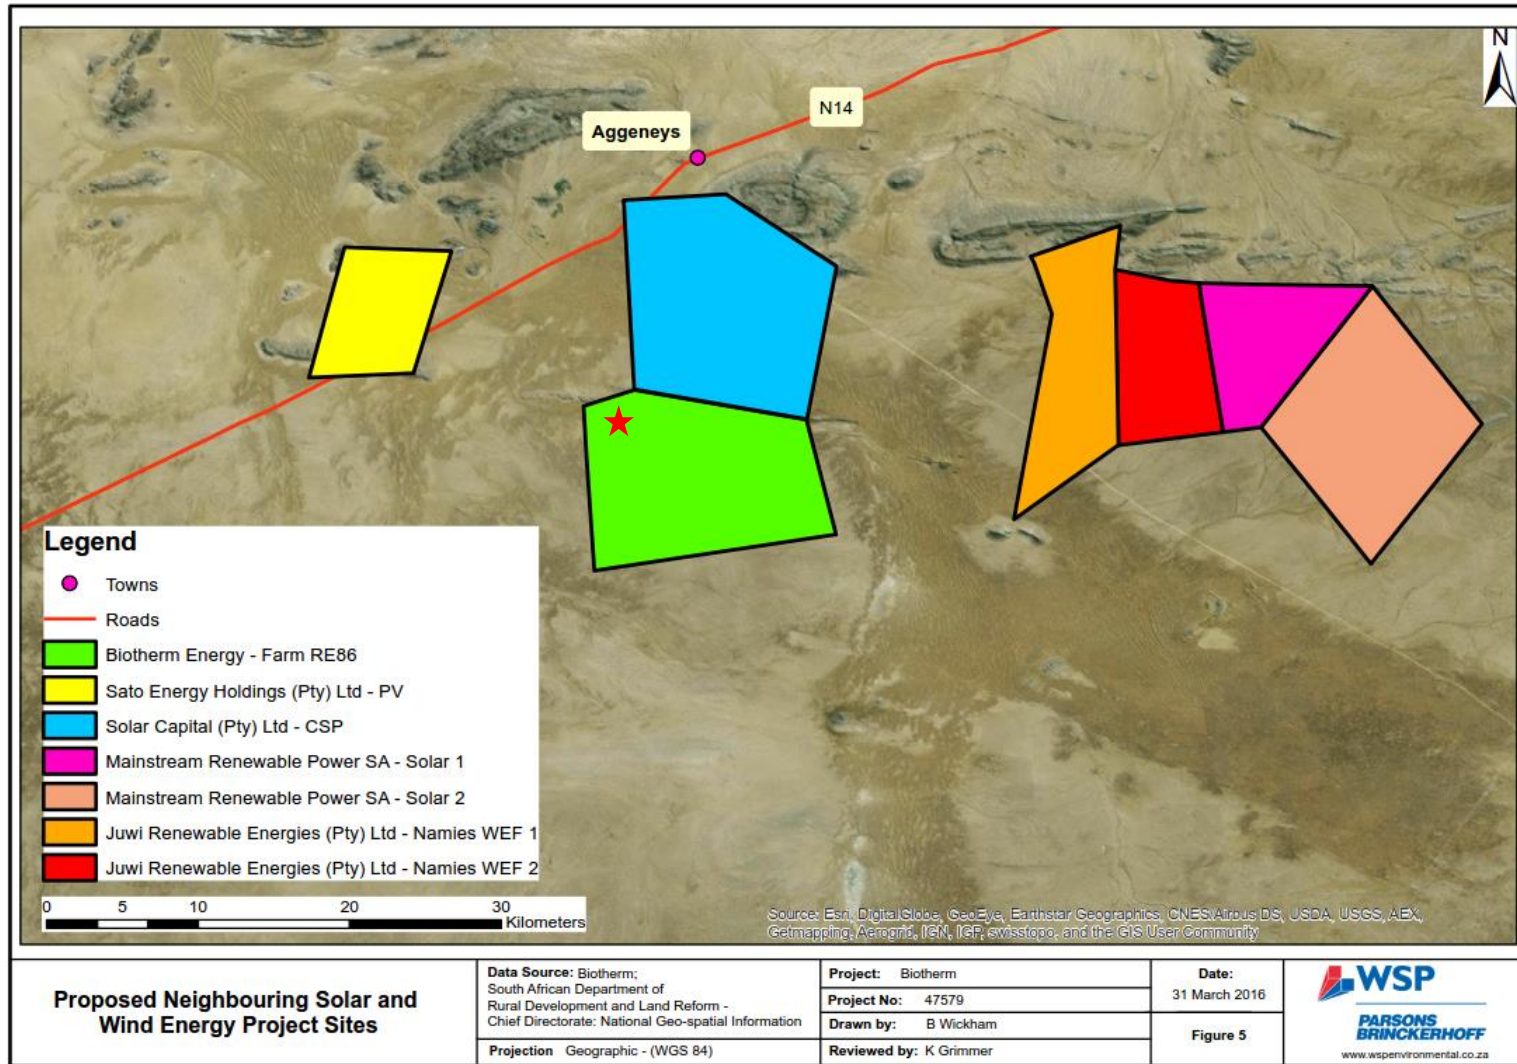 N
N14
Aggeneys
Legend
Towns
Roads
Biotherm Energy - Farm RE86
Sato Energy Holdings (Pty) Ltd - PV
Solar Capital (Pty) Ltd - CSP
Mainstream Renewable Power SA - Solar 1
Mainstream Renewable Power SA - Solar 2
Juwi Renewable Energies (Pty) Ltd - Namies WEF 1
Juwi Renewable Energies (Pty) Ltd - Namies WEF 2
0 5 10 20 30
Kilometers
Source: Esri, DigitalGlobe, GeoEye, Earthstar Geographics, CNES/Airbus DS, USDA, USGS, AEX,
Getmapping, Aerogrid, IGN, IGP, swisstopo, and the GIS User Community
Proposed Neighbouring Solar and
Wind Energy Project Sites
Data Source: Biotherm;
South African Department of
Rural Development and Land Reform -
Chief Directorate: National Geo-spatial Information
Projection Geographic - (WGS 84)
Project: Biotherm
Project No: 47579
Drawn by: B Wickham
Reviewed by: K Grimmer
Date:
31 March 2016
Figure 5
WSP
PARSONS
BRINCKERHOFF
www.wspenvironmental.co.za